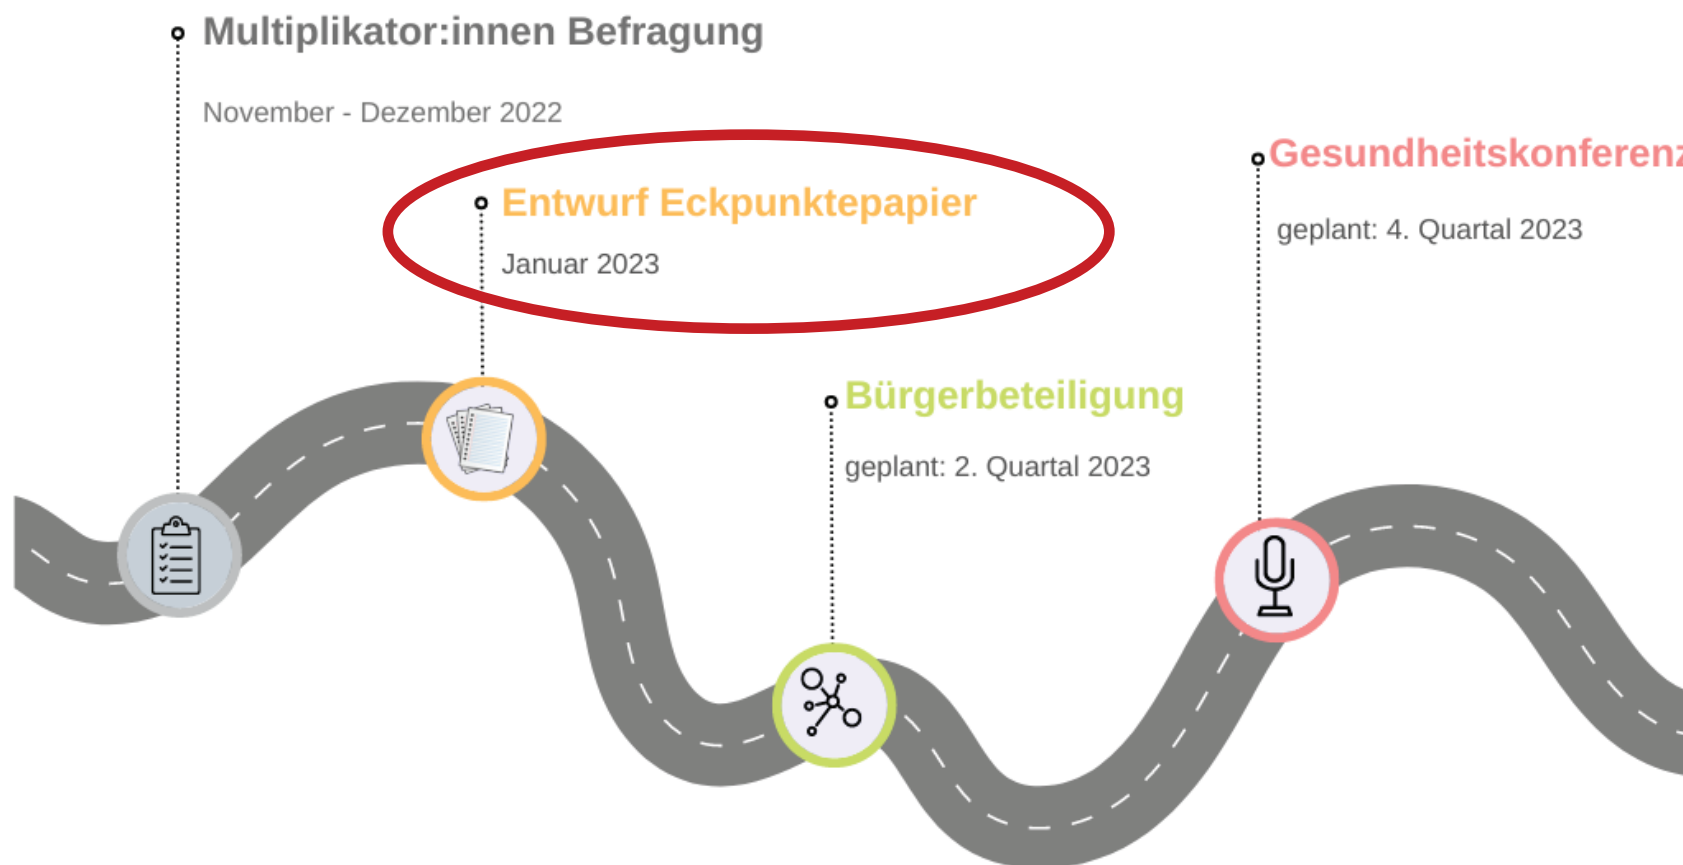 Multiplikator:innen Befragung
November - Dezember 2022
Entwurf Eckpunktepapier
Januar 2023
Bürgerbeteiligung
geplant: 2. Quartal 2023
Gesundheitskonferenz
geplant: 4. Quartal 2023